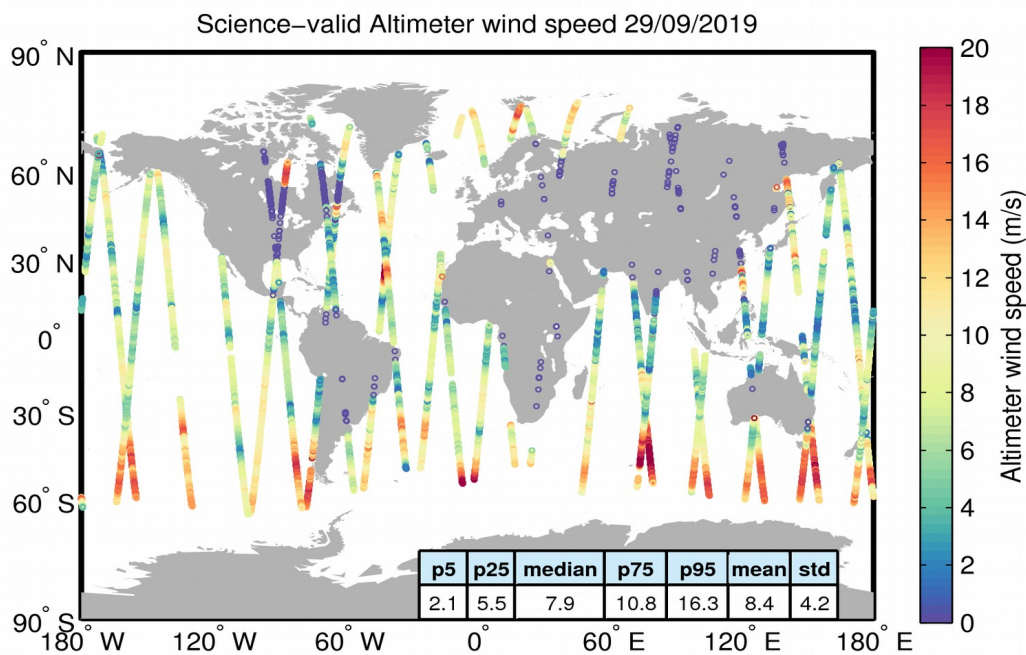 Science-valid Altimeter wind speed 29/09/2019
90° N
60° N
30° N
0°
30° S
60° S
90° S
180° W
120° W
60° W
0°
60° E
120° E
180° E
p5 p25 median p75 p95 mean std
2.1 5.5 7.9 10.8 16.3 8.4 4.2
20
18
16
14
12
10
8
6
4
2
0
Altimeter wind speed (m/s)